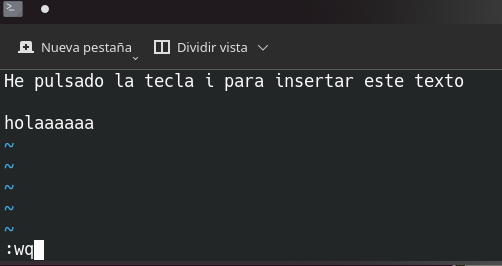 Nueva pestaña Dividir vista
He pulsado la tecla i para insertar este texto
holaaaaaa
~
~
~
~
~
:wq